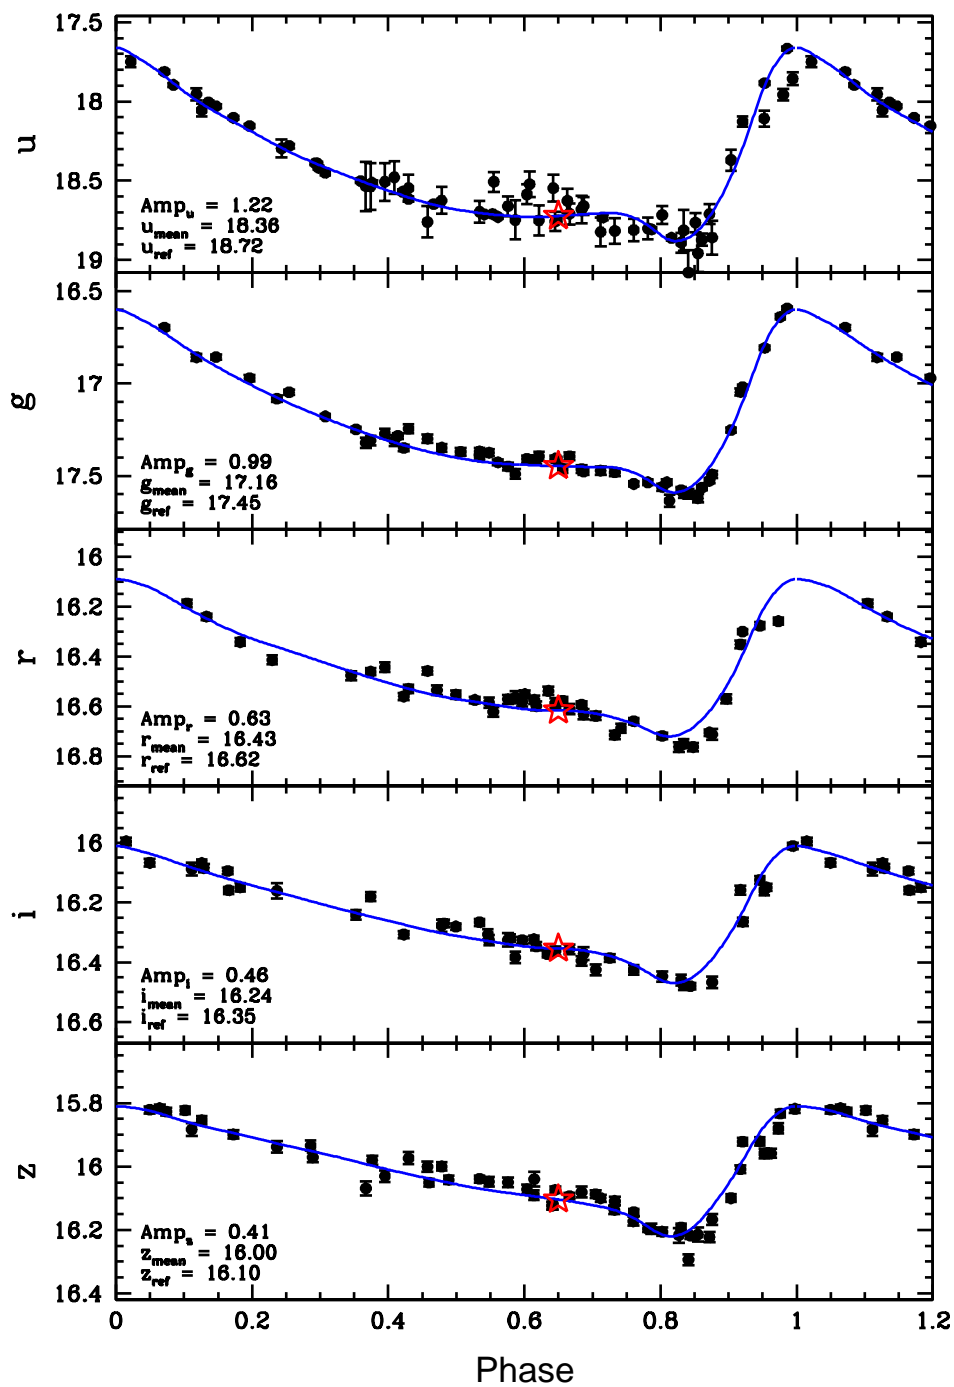 17.5
18
18.5
19
u
Amp_u = 1.22
u_mean = 18.36
u_ref = 18.72
16.5
17
17.5
g
Amp_g = 0.99
g_mean = 17.16
g_ref = 17.45
16
16.2
16.4
16.6
16.8
r
Amp_r = 0.63
r_mean = 16.43
r_ref = 16.62
16
16.2
16.4
16.6
i
Amp_i = 0.46
i_mean = 16.24
i_ref = 16.35
15.8
16
16.2
16.4
z
Amp_z = 0.41
z_mean = 16.00
z_ref = 16.10
0 0.2 0.4 0.6 0.8 1 1.2
Phase